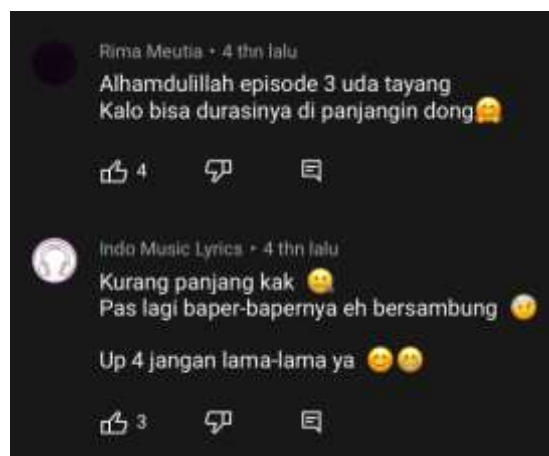 Rima Meutia • 4 thn lalu
Alhamdulillah episode 3 uda tayang
Kalo bisa durasinya di panjangin dong🤗
4
Indo Music Lyrics • 4 thn lalu
Kurang panjang kak 🤐
Pas lagi baper-bapernya eh bersambung 🤕
Up 4 jangan lama-lama ya 😊😁
3